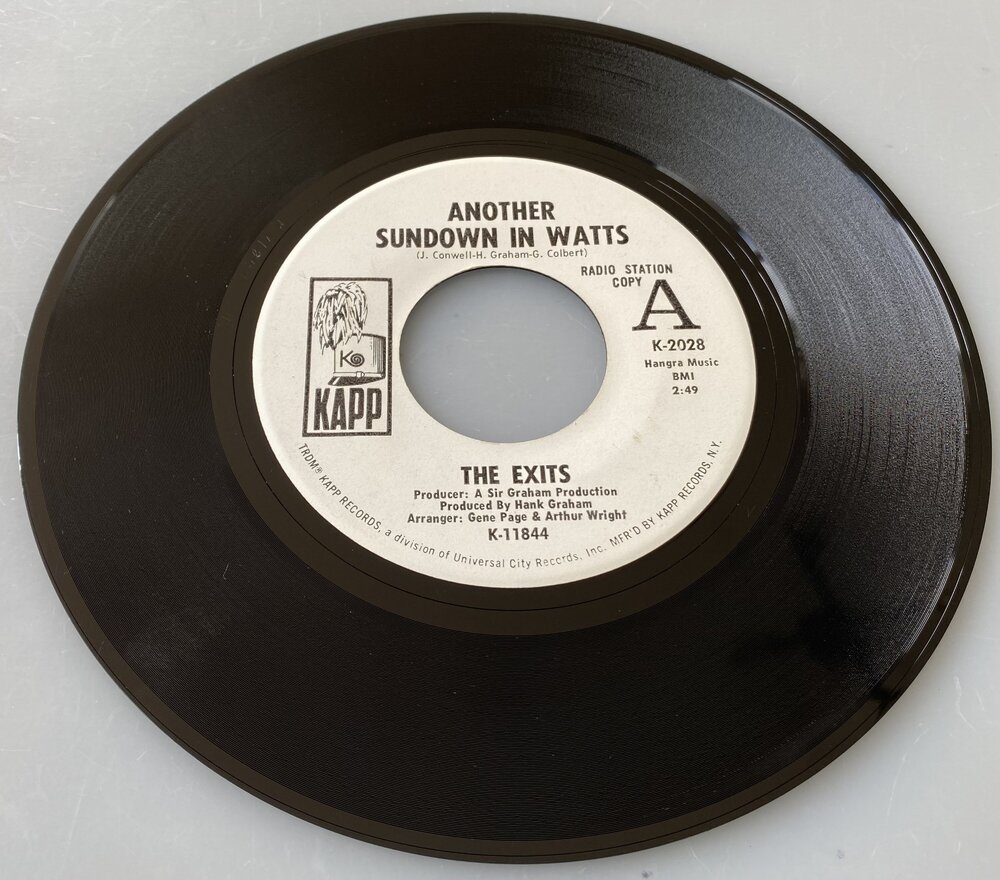 ANOTHER
SUNDOWN IN WATTS
(J. Conwell-H. Graham-G. Colbert)
RADIO STATION
COPY
A
K-2028
Hangra Music
BMI
2:49
K
KAPP
THE EXITS
Producer: A Sir Graham Production
Produced By Hank Graham
Arranger: Gene Page & Arthur Wright
K-11844
TRDM® KAPP RECORDS, a division of Universal City Records, Inc. MFR'D BY KAPP RECORDS, N.Y.